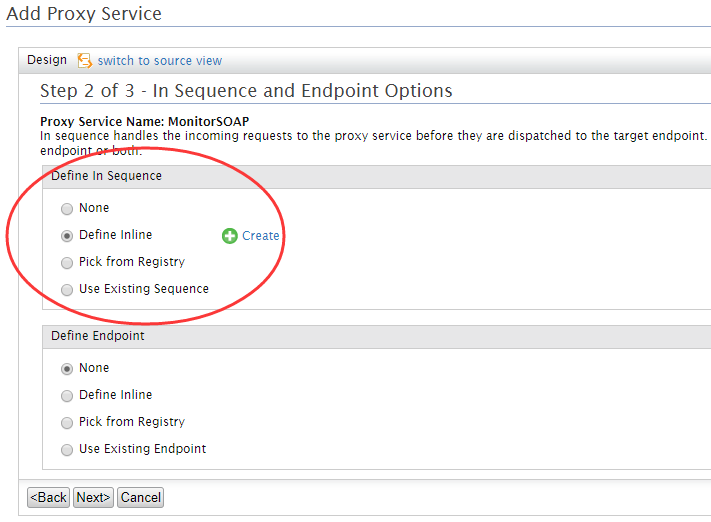 Add Proxy Service
Design switch to source view
Step 2 of 3 - In Sequence and Endpoint Options
Proxy Service Name: MonitorSOAP
In sequence handles the incoming requests to the proxy service before they are dispatched to the target endpoint.
endpoint or both.
Define In Sequence
None
Define Inline Create
Pick from Registry
Use Existing Sequence
Define Endpoint
None
Define Inline
Pick from Registry
Use Existing Endpoint
<Back Next> Cancel